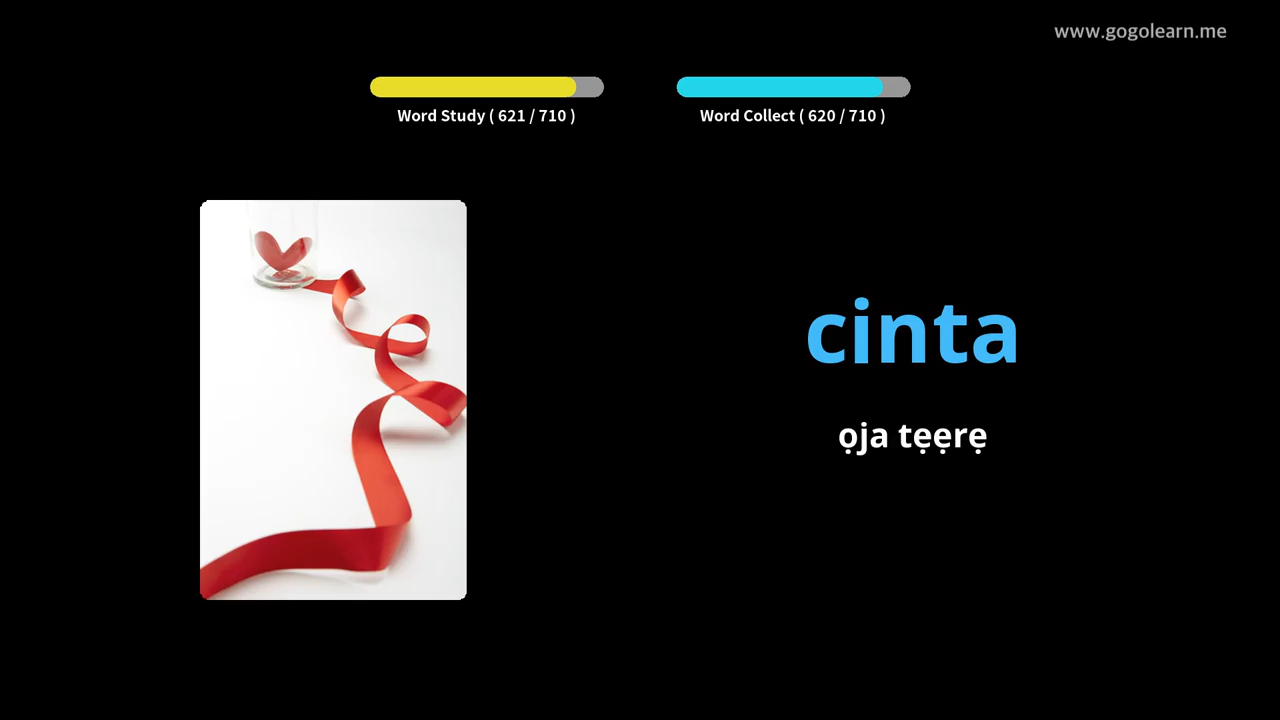 www.gogolearn.me
Word Study ( 621 / 710 )
Word Collect ( 620 / 710 )
cinta
ọja tẹẹrẹ